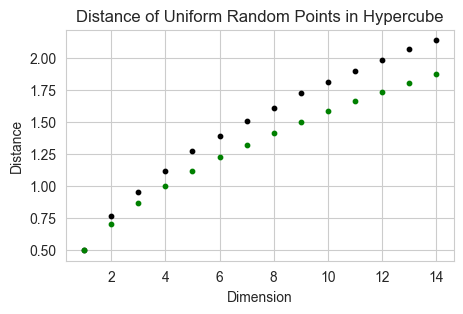 Distance of Uniform Random Points in Hypercube
2.00
1.75
1.50
1.25
1.00
0.75
0.50
Distance
2 4 6 8 10 12 14
Dimension